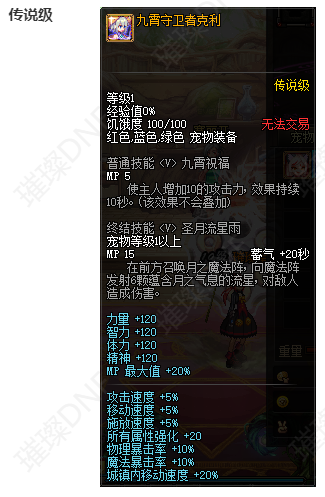 传说级
九霄守卫者克利
传说级
等级1
经验值0%
饥饿度 100/100
无法交易
红色,蓝色,绿色 宠物装备
普通技能 <V> 九霄祝福
MP 5
使主人增加10的攻击力,效果持续
10秒。(该效果不会叠加)
终结技能 <V> 圣月流星雨
宠物等级1以上
MP 15
蓄气 +20秒
在前方召唤月之魔法阵,向魔法阵
发射6颗蕴含月之气息的流星,对敌人
造成伤害。
力量 +120
智力 +120
体力 +120
精神 +120
MP 最大值 +20%
攻击速度 +5%
移动速度 +5%
施放速度 +5%
所有属性强化 +20
物理暴击率 +10%
魔法暴击率 +10%
城镇内移动速度 +20%
宠物
重量